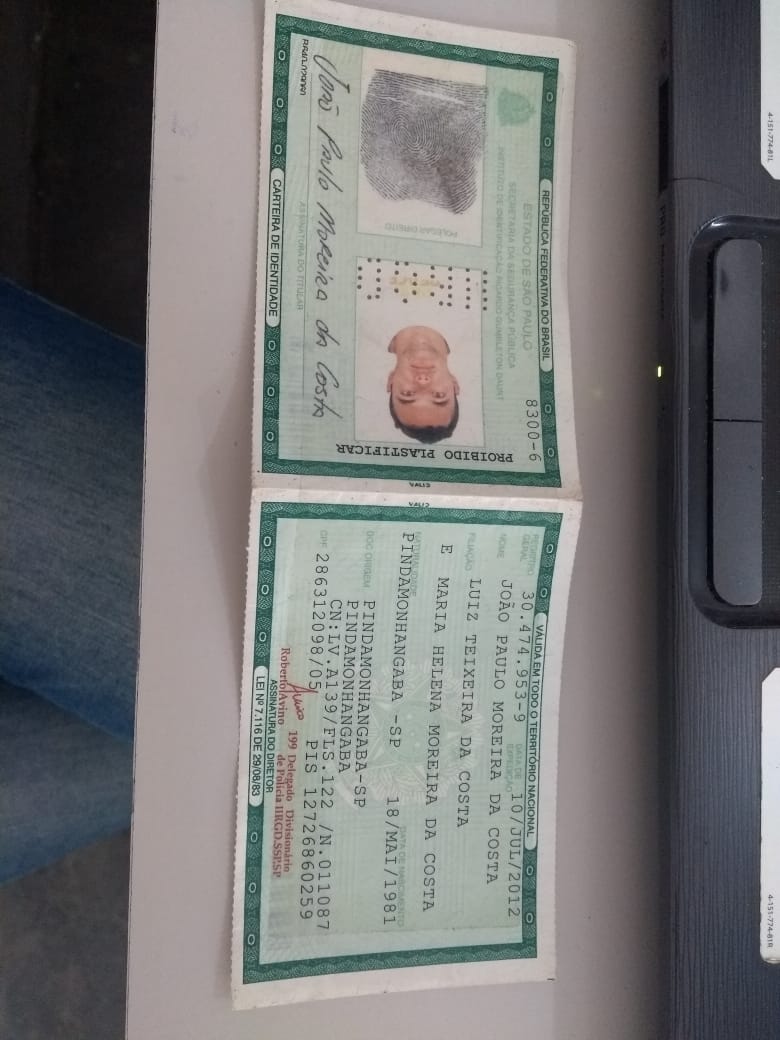 4-151-774-81L
4-151-774-81R
REPÚBLICA FEDERATIVA DO BRASIL
ESTADO DE SÃO PAULO
8300-6
SECRETARIA DA SEGURANÇA PÚBLICA
INSTITUTO DE IDENTIFICAÇÃO RICARDO GUMBLETON DAUNT
POLEGAR DIREITO
PROIBIDO PLASTIFICAR
João Paulo Moreira da Costa
ASSINATURA DO TITULAR
CARTEIRA DE IDENTIDADE
VÁLIDA EM TODO O TERRITÓRIO NACIONAL
REGISTRO GERAL 30.474.953-9 DATA DE EXPEDIÇÃO 10/JUL/2012
NOME JOÃO PAULO MOREIRA DA COSTA
FILIAÇÃO LUIZ TEIXEIRA DA COSTA
E MARIA HELENA MOREIRA DA COSTA
NATURALIDADE DATA DE NASCIMENTO
PINDAMONHANGABA -SP 18/MAI/1981
DOC ORIGEM PINDAMONHANGABA-SP
PINDAMONHANGABA
CN:LV.A139/FLS.122 /N.011087
CPF 286312098/05 PIS 12726860259
199 Delegado Divisionário
Roberto Avino de Polícia IIRGD.SSP.SP
ASSINATURA DO DIRETOR
LEI Nº 7.116 DE 29/08/83